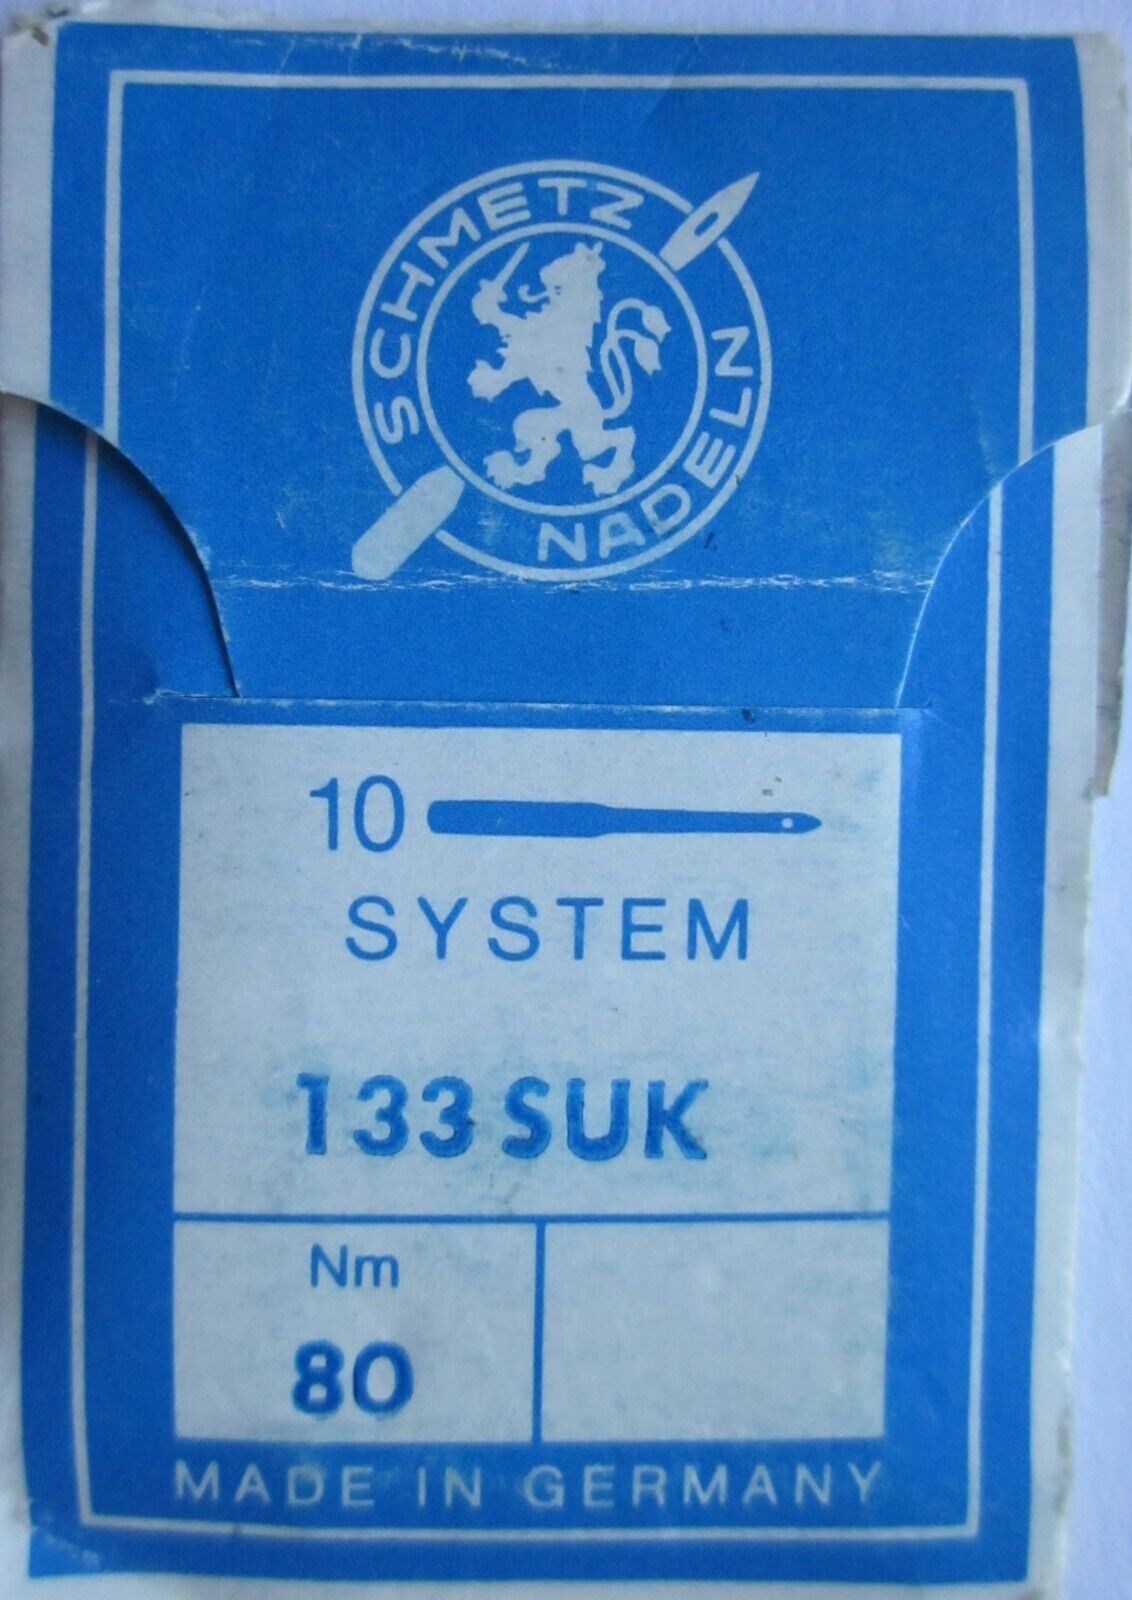 SCHMETZ
NADELN
10
SYSTEM
133 SUK
Nm
80
MADE IN GERMANY